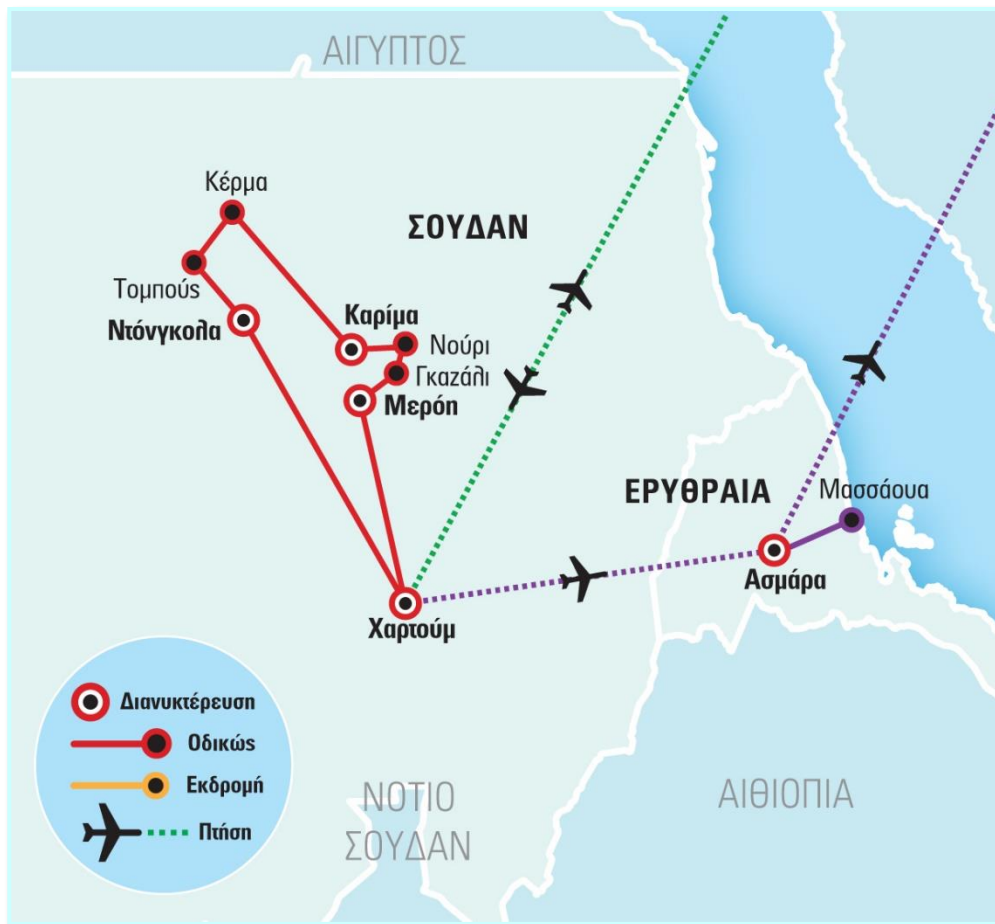 ΑΙΓΥΠΤΟΣ
Κέρμα
ΣΟΥΔΑΝ
Τομπούς
Ντόνγκολα
Καρίμα
Νούρι
Γκαζάλι
Μερόη
ΕΡΥΘΡΑΙΑ
Μασσάουα
Ασμάρα
Χαρτούμ
Διανυκτέρευση
Οδικώς
Εκδρομή
Πτήση
ΝΟΤΙΟ
ΣΟΥΔΑΝ
ΑΙΘΙΟΠΙΑ